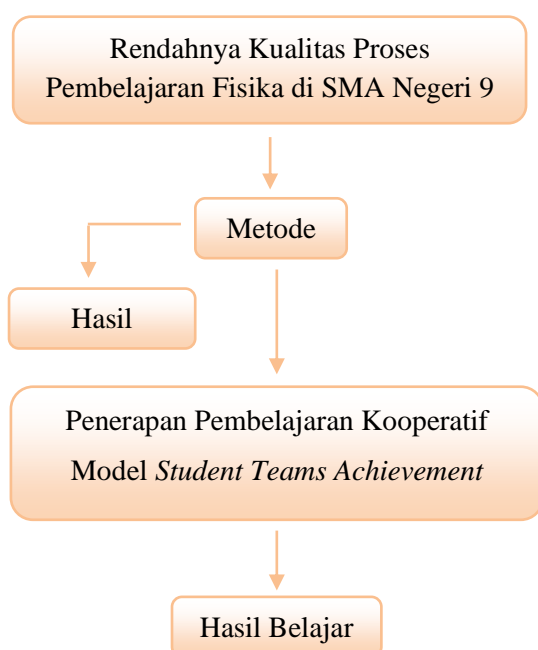 Rendahnya Kualitas Proses
Pembelajaran Fisika di SMA Negeri 9
Metode
Hasil
Penerapan Pembelajaran Kooperatif
Model Student Teams Achievement
Hasil Belajar